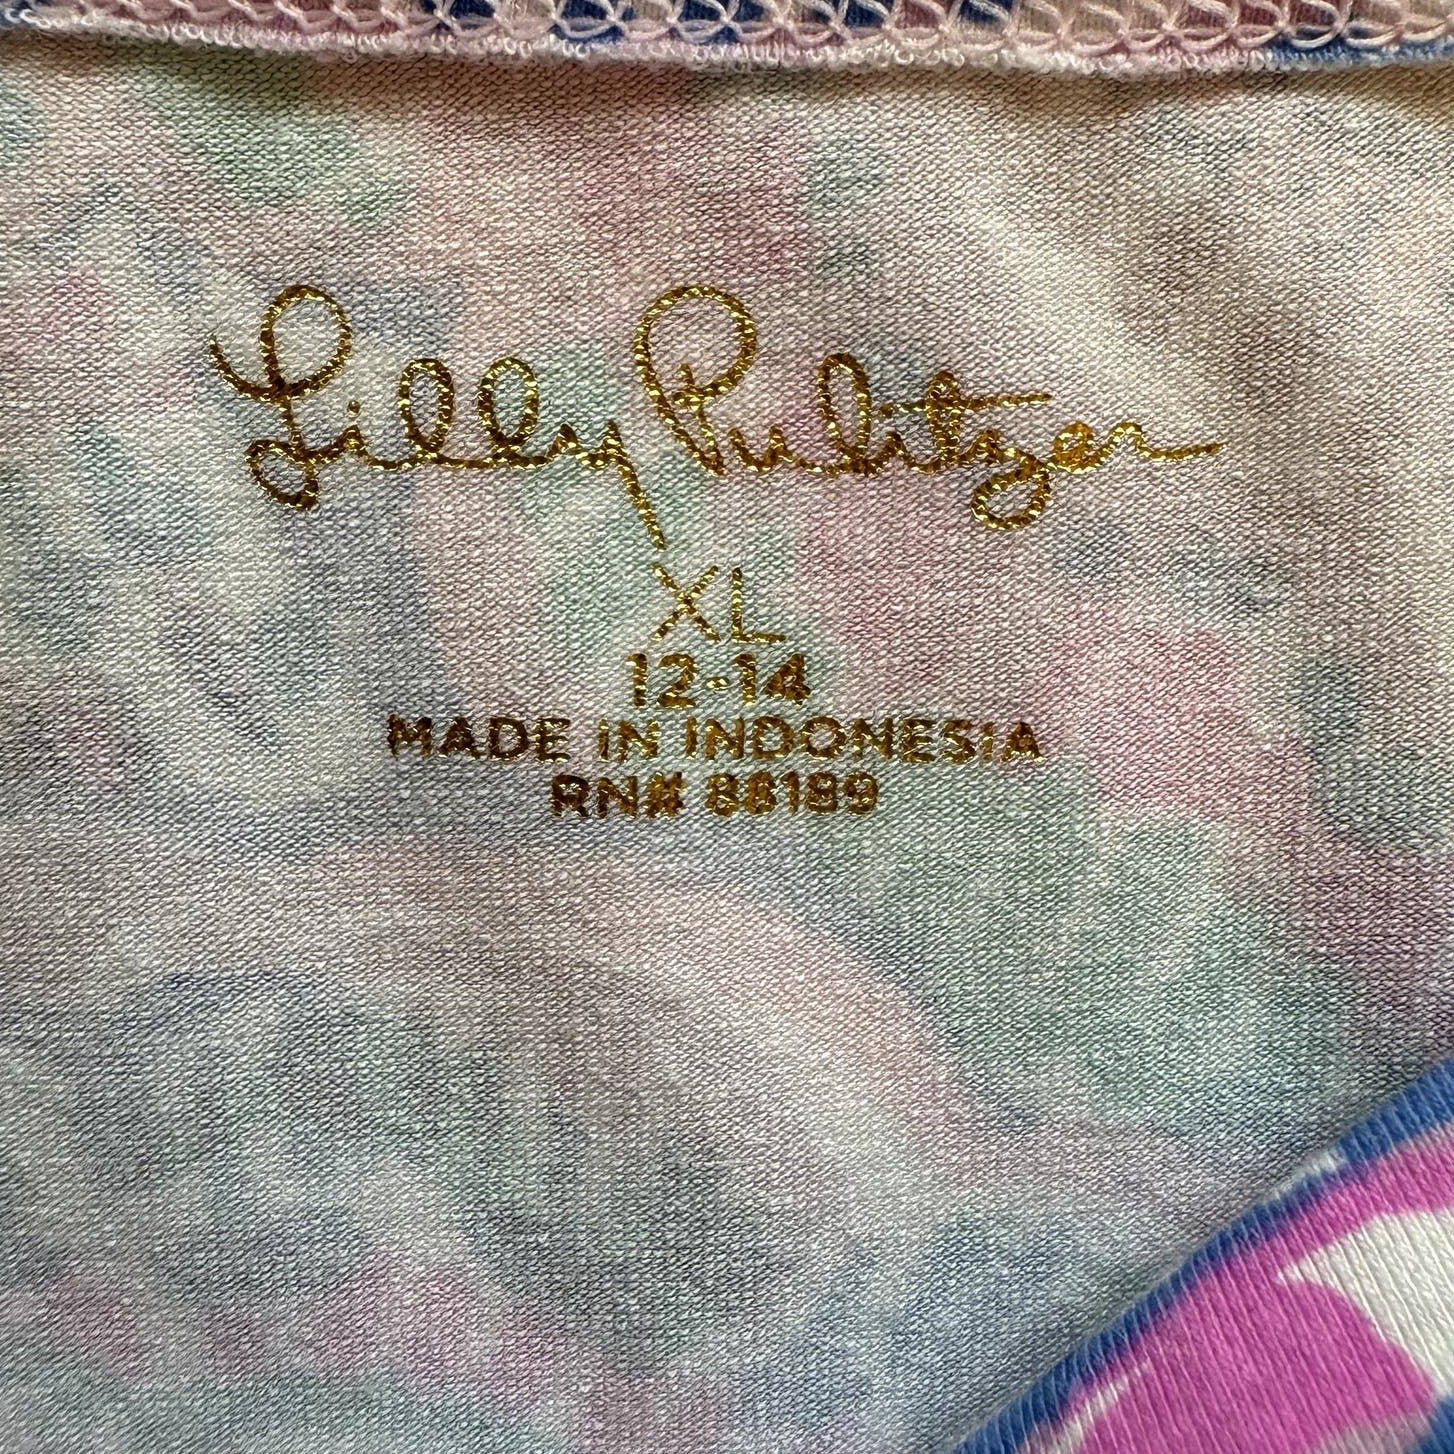 Lilly Pulitzer
XL
12-14
MADE IN INDONESIA
RN# 88189